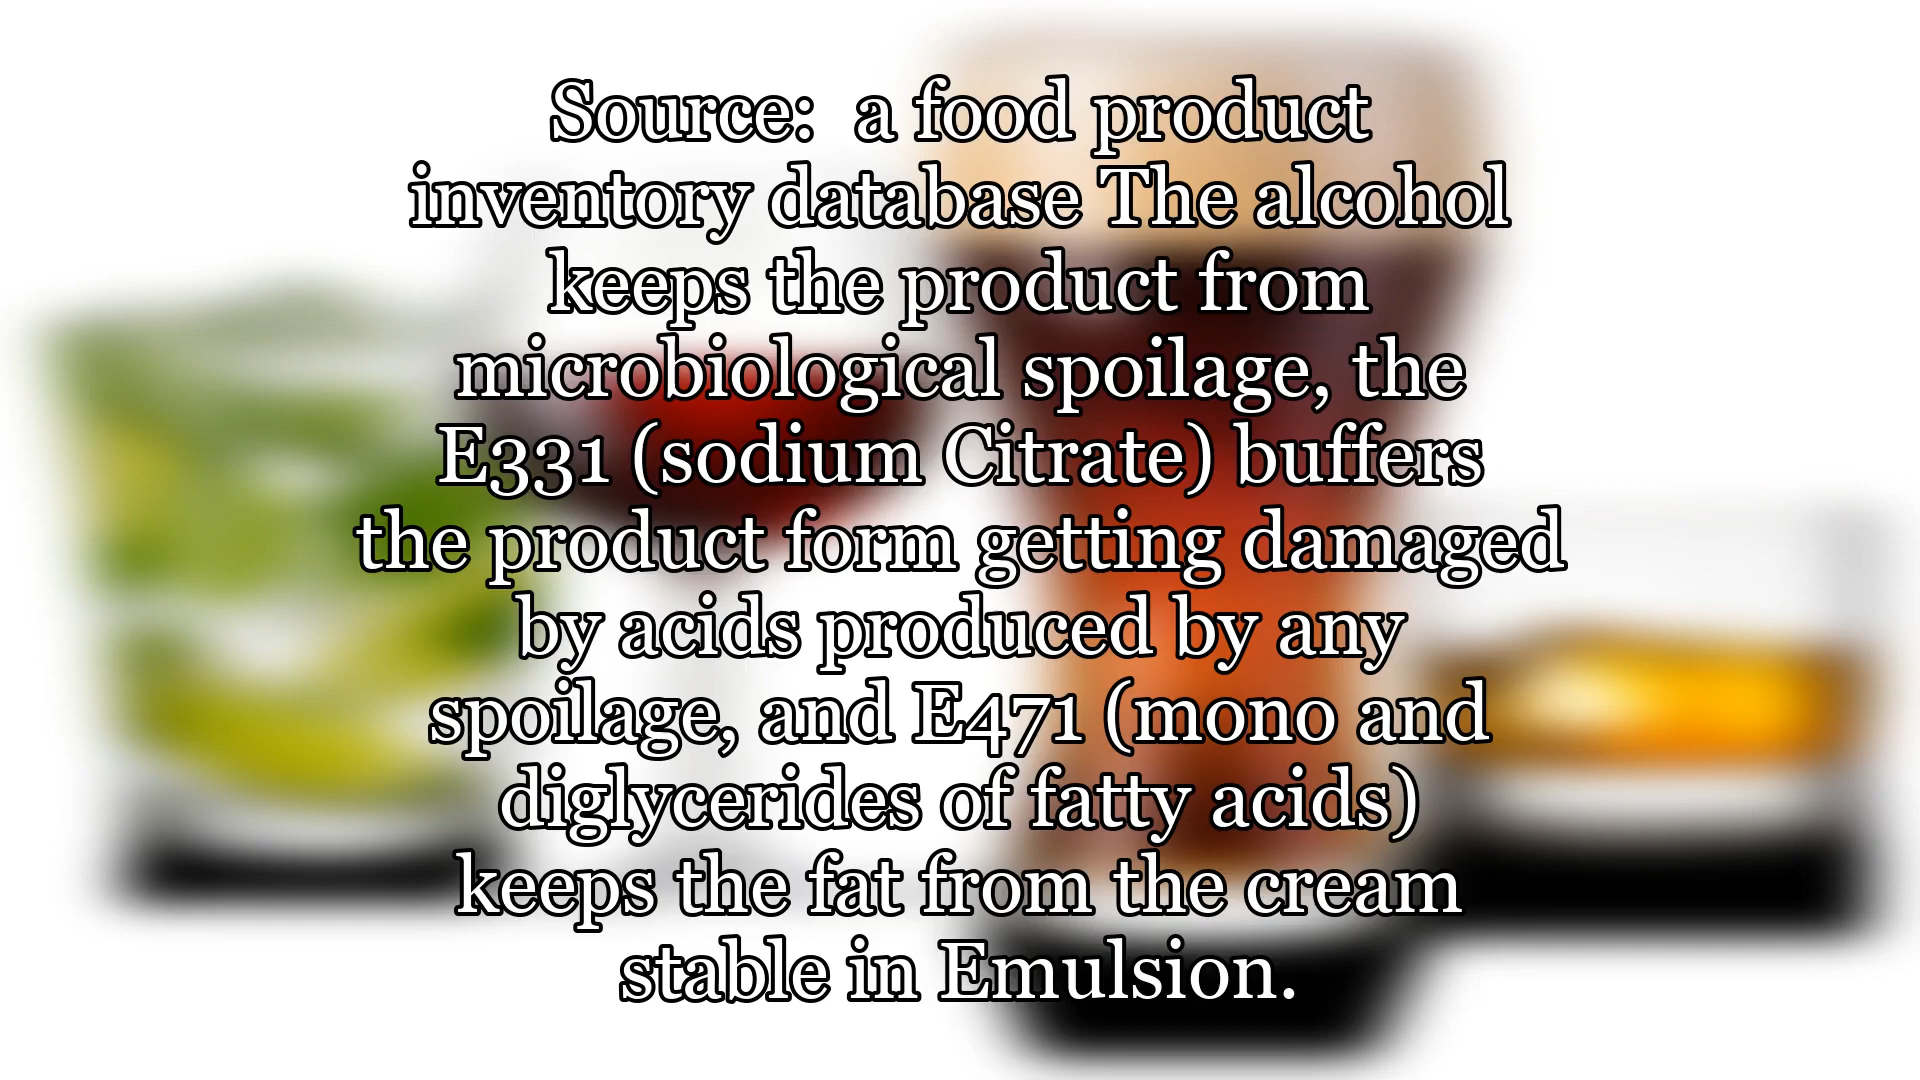 Source:  a food product
inventory database The alcohol
keeps the product from
microbiological spoilage, the
E331 (sodium Citrate) buffers
the product form getting damaged
by acids produced by any
spoilage, and E471 (mono and
diglycerides of fatty acids)
keeps the fat from the cream
stable in Emulsion.